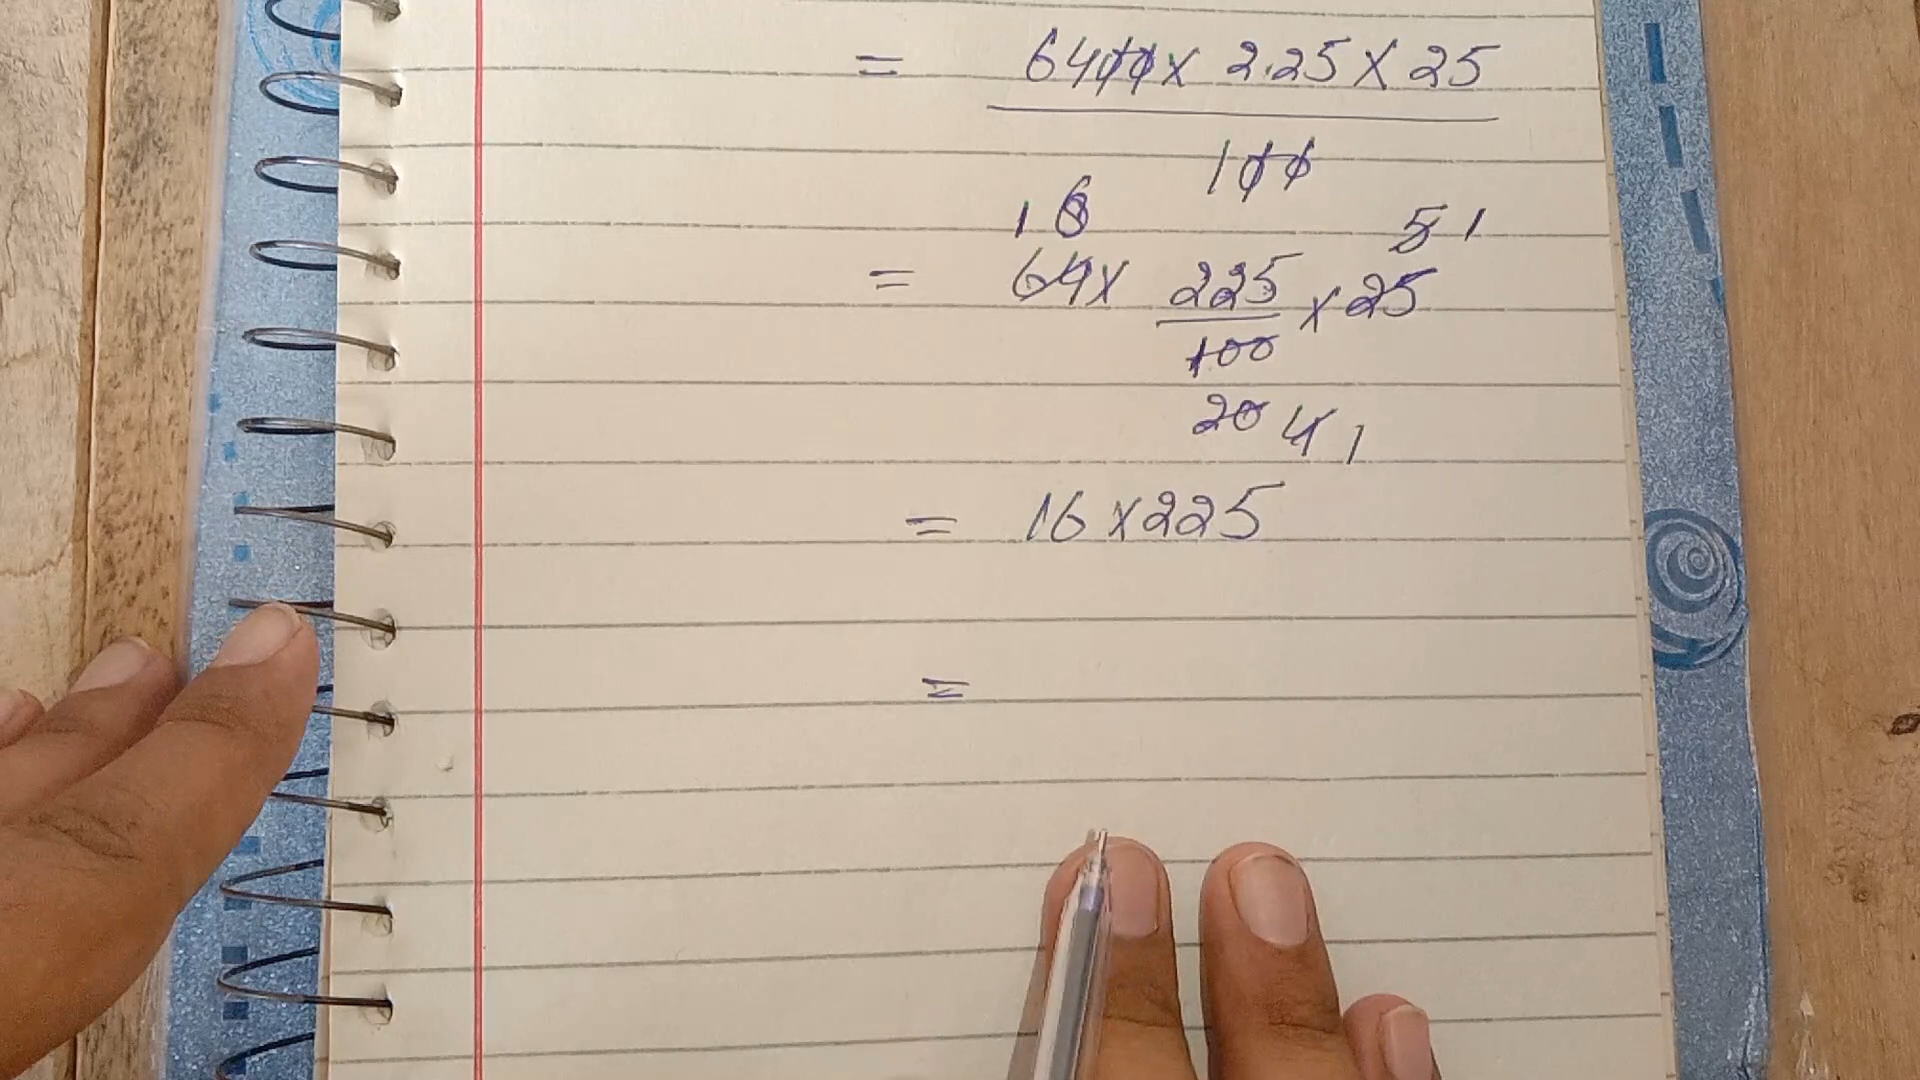 = 6400 x 2.25 x 25
100
16 5 1
= 64 x 225 x 25
100
20 4 1
= 16 x 225
=